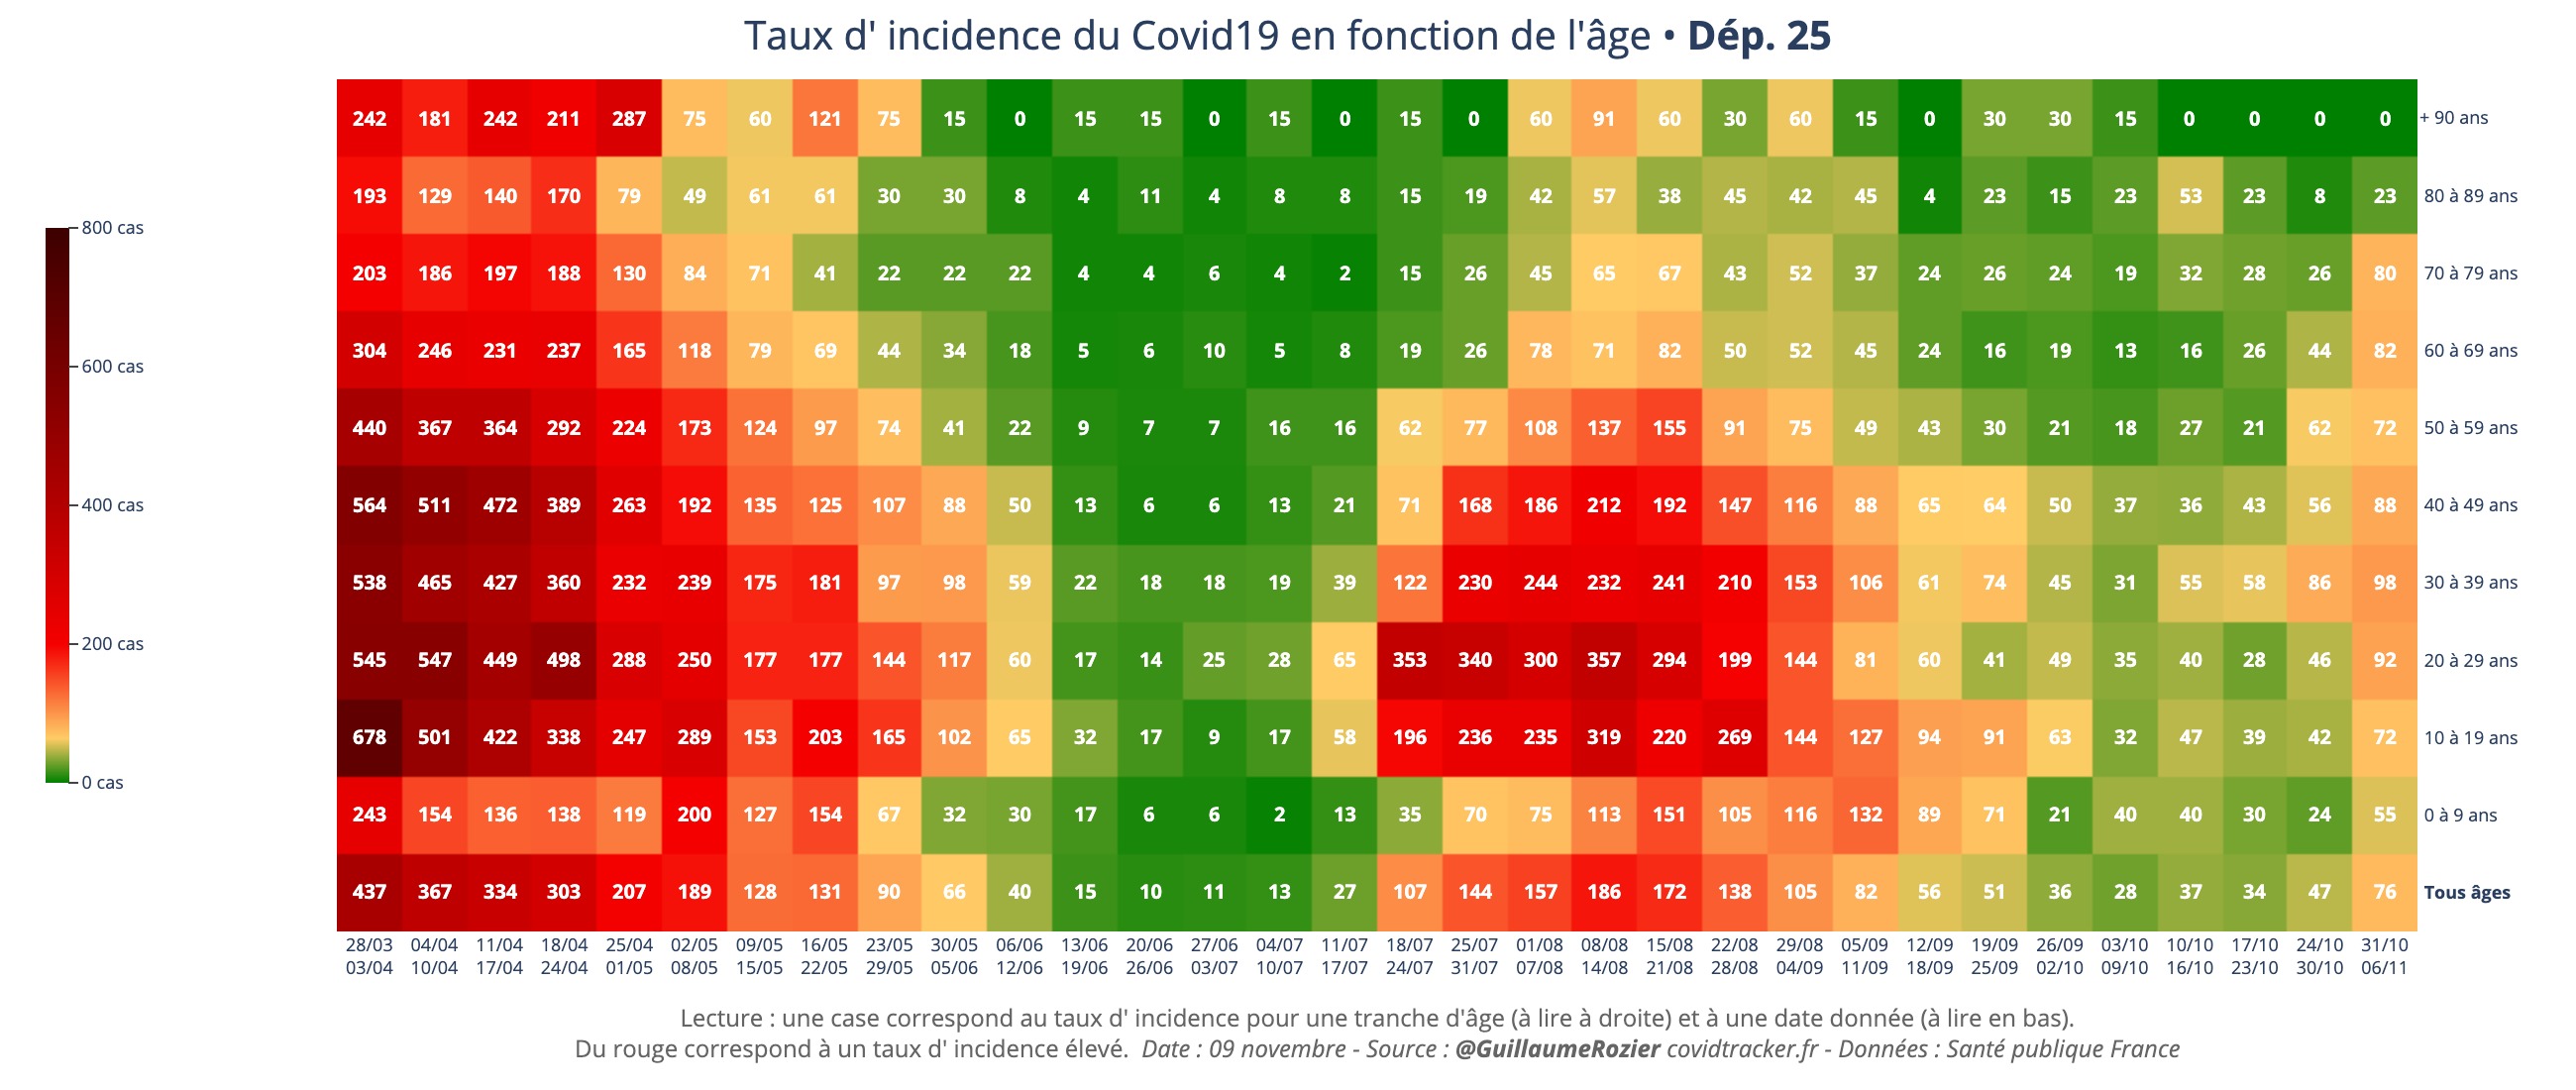 Taux d' incidence du Covid19 en fonction de l'âge • Dép. 25
800 cas
600 cas
400 cas
200 cas
0 cas
242 181 242 211 287 75 60 121 75 15 0 15 15 0 15 0 15 0 60 91 60 30 60 15 0 30 30 15 0 0 0 0 + 90 ans
193 129 140 170 79 49 61 61 30 30 8 4 11 4 8 8 15 19 42 57 38 45 42 45 4 23 15 23 53 23 8 23 80 à 89 ans
203 186 197 188 130 84 71 41 22 22 22 4 4 6 4 2 15 26 45 65 67 43 52 37 24 26 24 19 32 28 26 80 70 à 79 ans
304 246 231 237 165 118 79 69 44 34 18 5 6 10 5 8 19 26 78 71 82 50 52 45 24 16 19 13 16 26 44 82 60 à 69 ans
440 367 364 292 224 173 124 97 74 41 22 9 7 7 16 16 62 77 108 137 155 91 75 49 43 30 21 18 27 21 62 72 50 à 59 ans
564 511 472 389 263 192 135 125 107 88 50 13 6 6 13 21 71 168 186 212 192 147 116 88 65 64 50 37 36 43 56 88 40 à 49 ans
538 465 427 360 232 239 175 181 97 98 59 22 18 18 19 39 122 230 244 232 241 210 153 106 61 74 45 31 55 58 86 98 30 à 39 ans
545 547 449 498 288 250 177 177 144 117 60 17 14 25 28 65 353 340 300 357 294 199 144 81 60 41 49 35 40 28 46 92 20 à 29 ans
678 501 422 338 247 289 153 203 165 102 65 32 17 9 17 58 196 236 235 319 220 269 144 127 94 91 63 32 47 39 42 72 10 à 19 ans
243 154 136 138 119 200 127 154 67 32 30 17 6 6 2 13 35 70 75 113 151 105 116 132 89 71 21 40 40 30 24 55 0 à 9 ans
437 367 334 303 207 189 128 131 90 66 40 15 10 11 13 27 107 144 157 186 172 138 105 82 56 51 36 28 37 34 47 76 Tous âges
28/03 04/04 11/04 18/04 25/04 02/05 09/05 16/05 23/05 30/05 06/06 13/06 20/06 27/06 04/07 11/07 18/07 25/07 01/08 08/08 15/08 22/08 29/08 05/09 12/09 19/09 26/09 03/10 10/10 17/10 24/10 31/10
03/04 10/04 17/04 24/04 01/05 08/05 15/05 22/05 29/05 05/06 12/06 19/06 26/06 03/07 10/07 17/07 24/07 31/07 07/08 14/08 21/08 28/08 04/09 11/09 18/09 25/09 02/10 09/10 16/10 23/10 30/10 06/11
Lecture : une case correspond au taux d' incidence pour une tranche d'âge (à lire à droite) et à une date donnée (à lire en bas).
Du rouge correspond à un taux d' incidence élevé. Date : 09 novembre - Source : @GuillaumeRozier covidtracker.fr - Données : Santé publique France